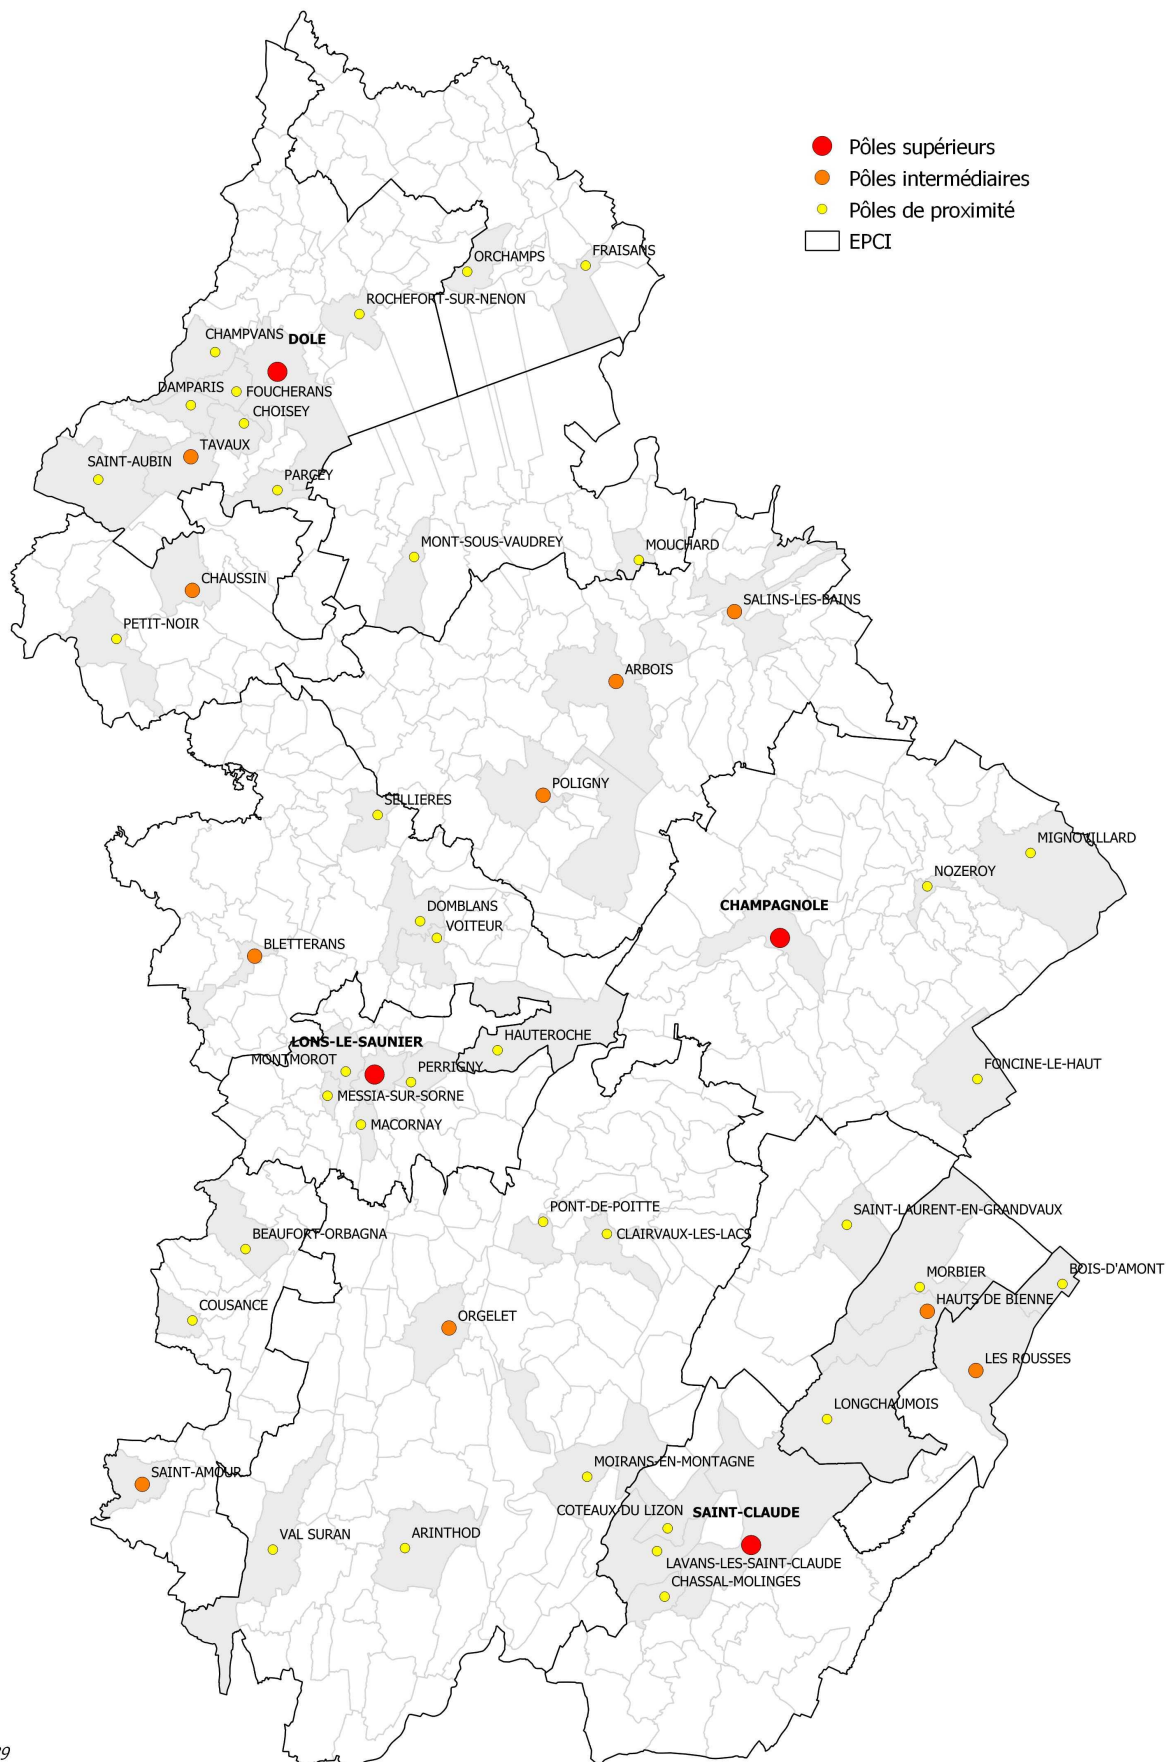 Pôles supérieurs
Pôles intermédiaires
Pôles de proximité
EPCI
ORCHAMPS
FRAISANS
ROCHEFORT-SUR-NENON
CHAMPVANS
DOLE
DAMPARIS
FOUCHERANS
CHOISEY
TAVAUX
SAINT-AUBIN
PARCEY
MONT-SOUS-VAUDREY
MOUCHARD
CHAUSSIN
SALINS-LES-BAINS
PETIT-NOIR
ARBOIS
POLIGNY
SELLIERES
MIGNOVILLARD
NOZEROY
CHAMPAGNOLE
DOMBLANS
VOITEUR
BLETTERANS
HAUTEROCHE
LONS-LE-SAUNIER
MONTMOROT
PERRIGNY
FONCINE-LE-HAUT
MESSIA-SUR-SORNE
MACORNAY
PONT-DE-POITTE
SAINT-LAURENT-EN-GRANDVAUX
BEAUFORT-ORBAGNA
CLAIRVAUX-LES-LACS
BOIS-D'AMONT
MORBIER
HAUTS DE BIENNE
COUSANCE
ORGELET
LES ROUSSES
LONGCHAUMOIS
MOIRANS-EN-MONTAGNE
SAINT-AMOUR
COTEAUX DU LIZON
SAINT-CLAUDE
VAL SURAN
ARINTHOD
LAVANS-LES-SAINT-CLAUDE
CHASSAL-MOLINGES